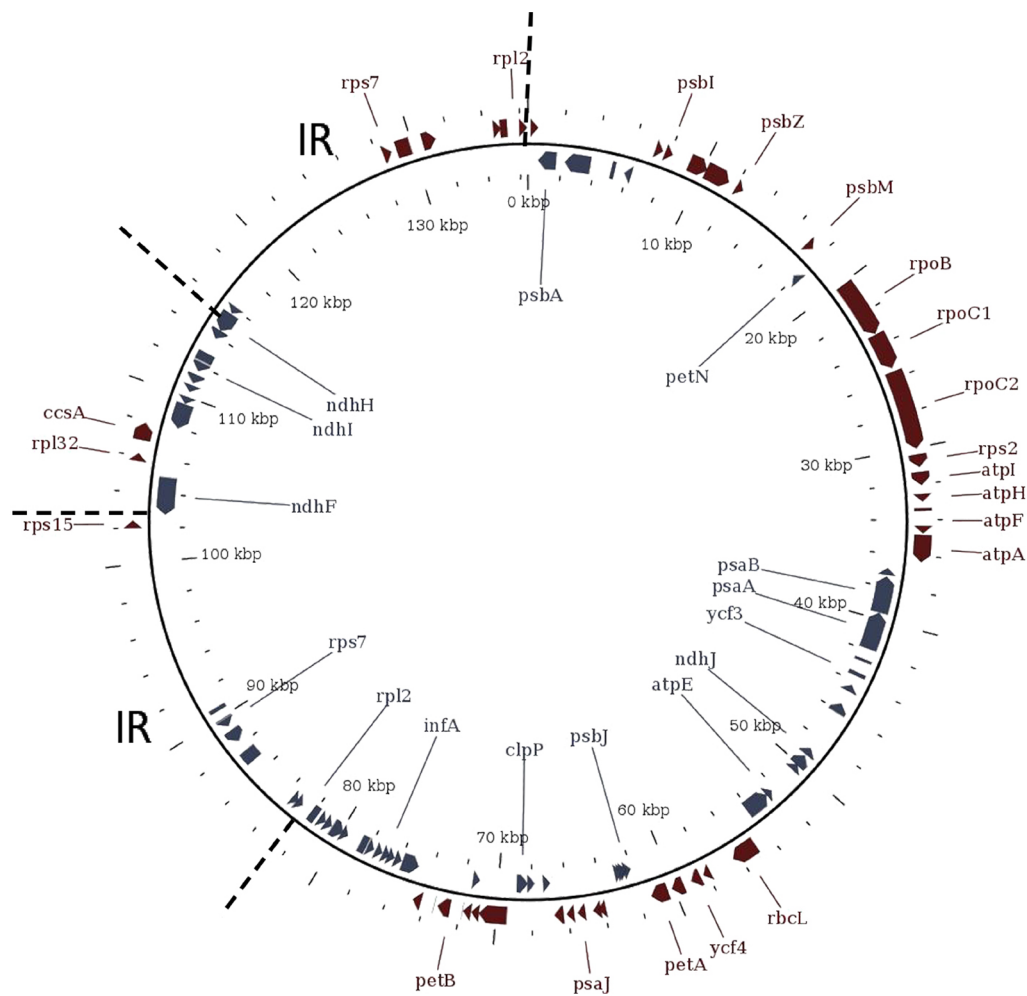 rpl2
rps7
psbI
IR
psbZ
psbM
0 kbp
130 kbp
10 kbp
rpoB
120 kbp
psbA
rpoC1
20 kbp
petN
rpoC2
ndhH
ccsA
110 kbp
ndhI
rpl32
rps2
30 kbp
atpI
atpH
ndhF
rps15
atpF
100 kbp
atpA
psaB
psaA
40 kbp
ycf3
rps7
ndhJ
90 kbp
atpE
rpl2
IR
infA
50 kbp
psbJ
clpP
80 kbp
60 kbp
70 kbp
rbcL
ycf4
petA
petB
psaJ